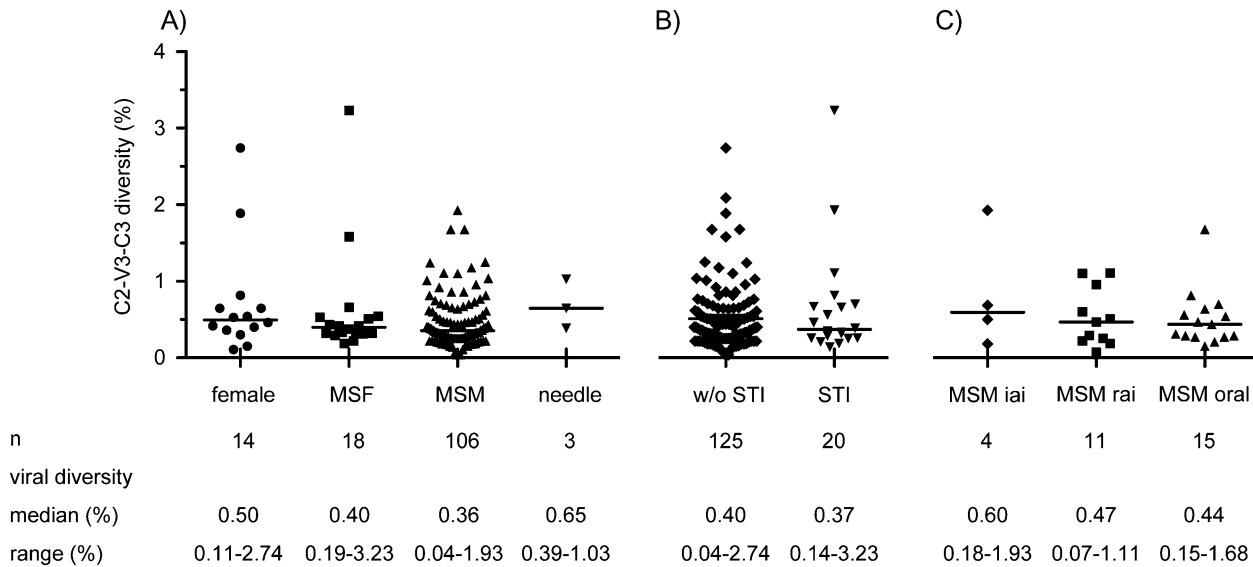 A) B) C)
4
3
2
1
0
C2-V3-C3 diversity (%)
female MSF MSM needle w/o STI STI MSM iai MSM rai MSM oral
n 14 18 106 3 125 20 4 11 15
viral diversity
median (%) 0.50 0.40 0.36 0.65 0.40 0.37 0.60 0.47 0.44
range (%) 0.11-2.74 0.19-3.23 0.04-1.93 0.39-1.03 0.04-2.74 0.14-3.23 0.18-1.93 0.07-1.11 0.15-1.68